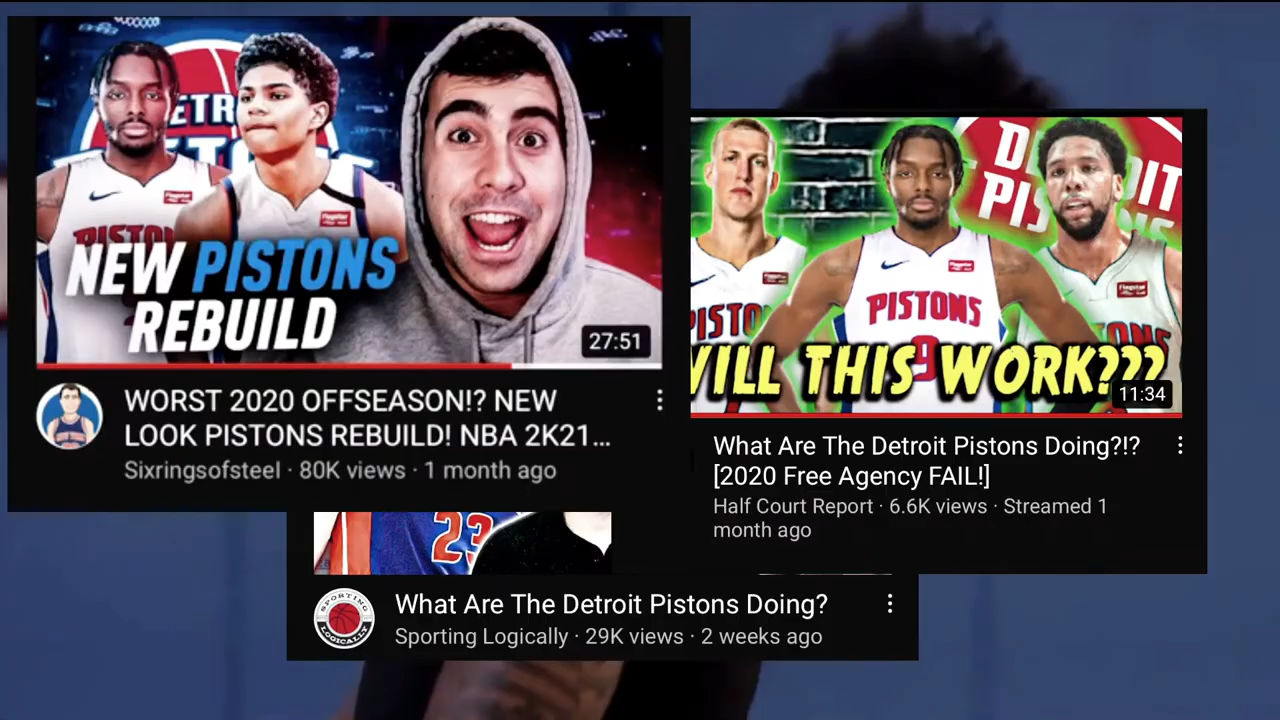 NEW PISTONS
REBUILD
27:51
WORST 2020 OFFSEASON!? NEW
LOOK PISTONS REBUILD! NBA 2K21...
Sixringsofsteel · 80K views · 1 month ago
PISTONS
WILL THIS WORK???
11:34
What Are The Detroit Pistons Doing?!?
[2020 Free Agency FAIL!]
Half Court Report · 6.6K views · Streamed 1
month ago
23
SPORTING
LOGICALLY
What Are The Detroit Pistons Doing?
Sporting Logically · 29K views · 2 weeks ago